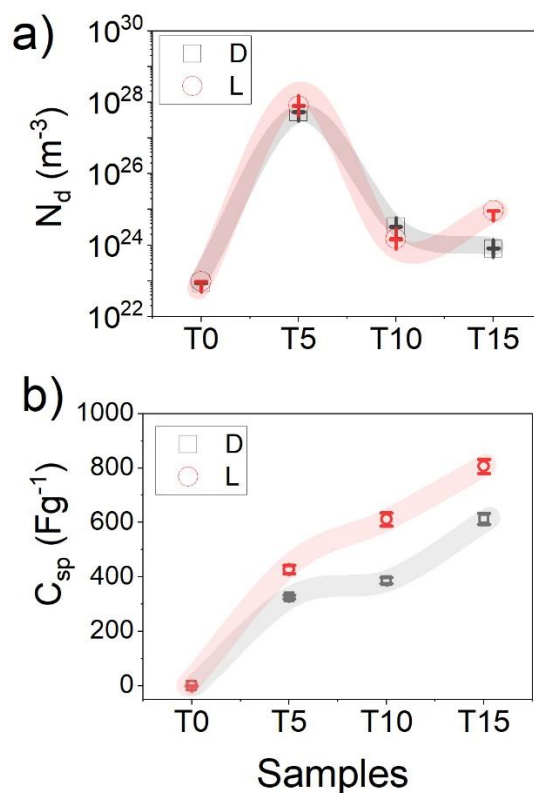 a)
N_d (m^-3)
10^30
10^28
10^26
10^24
10^22
D
L
T0 T5 T10 T15
b)
C_sp (Fg^-1)
1000
800
600
400
200
0
D
L
T0 T5 T10 T15
Samples